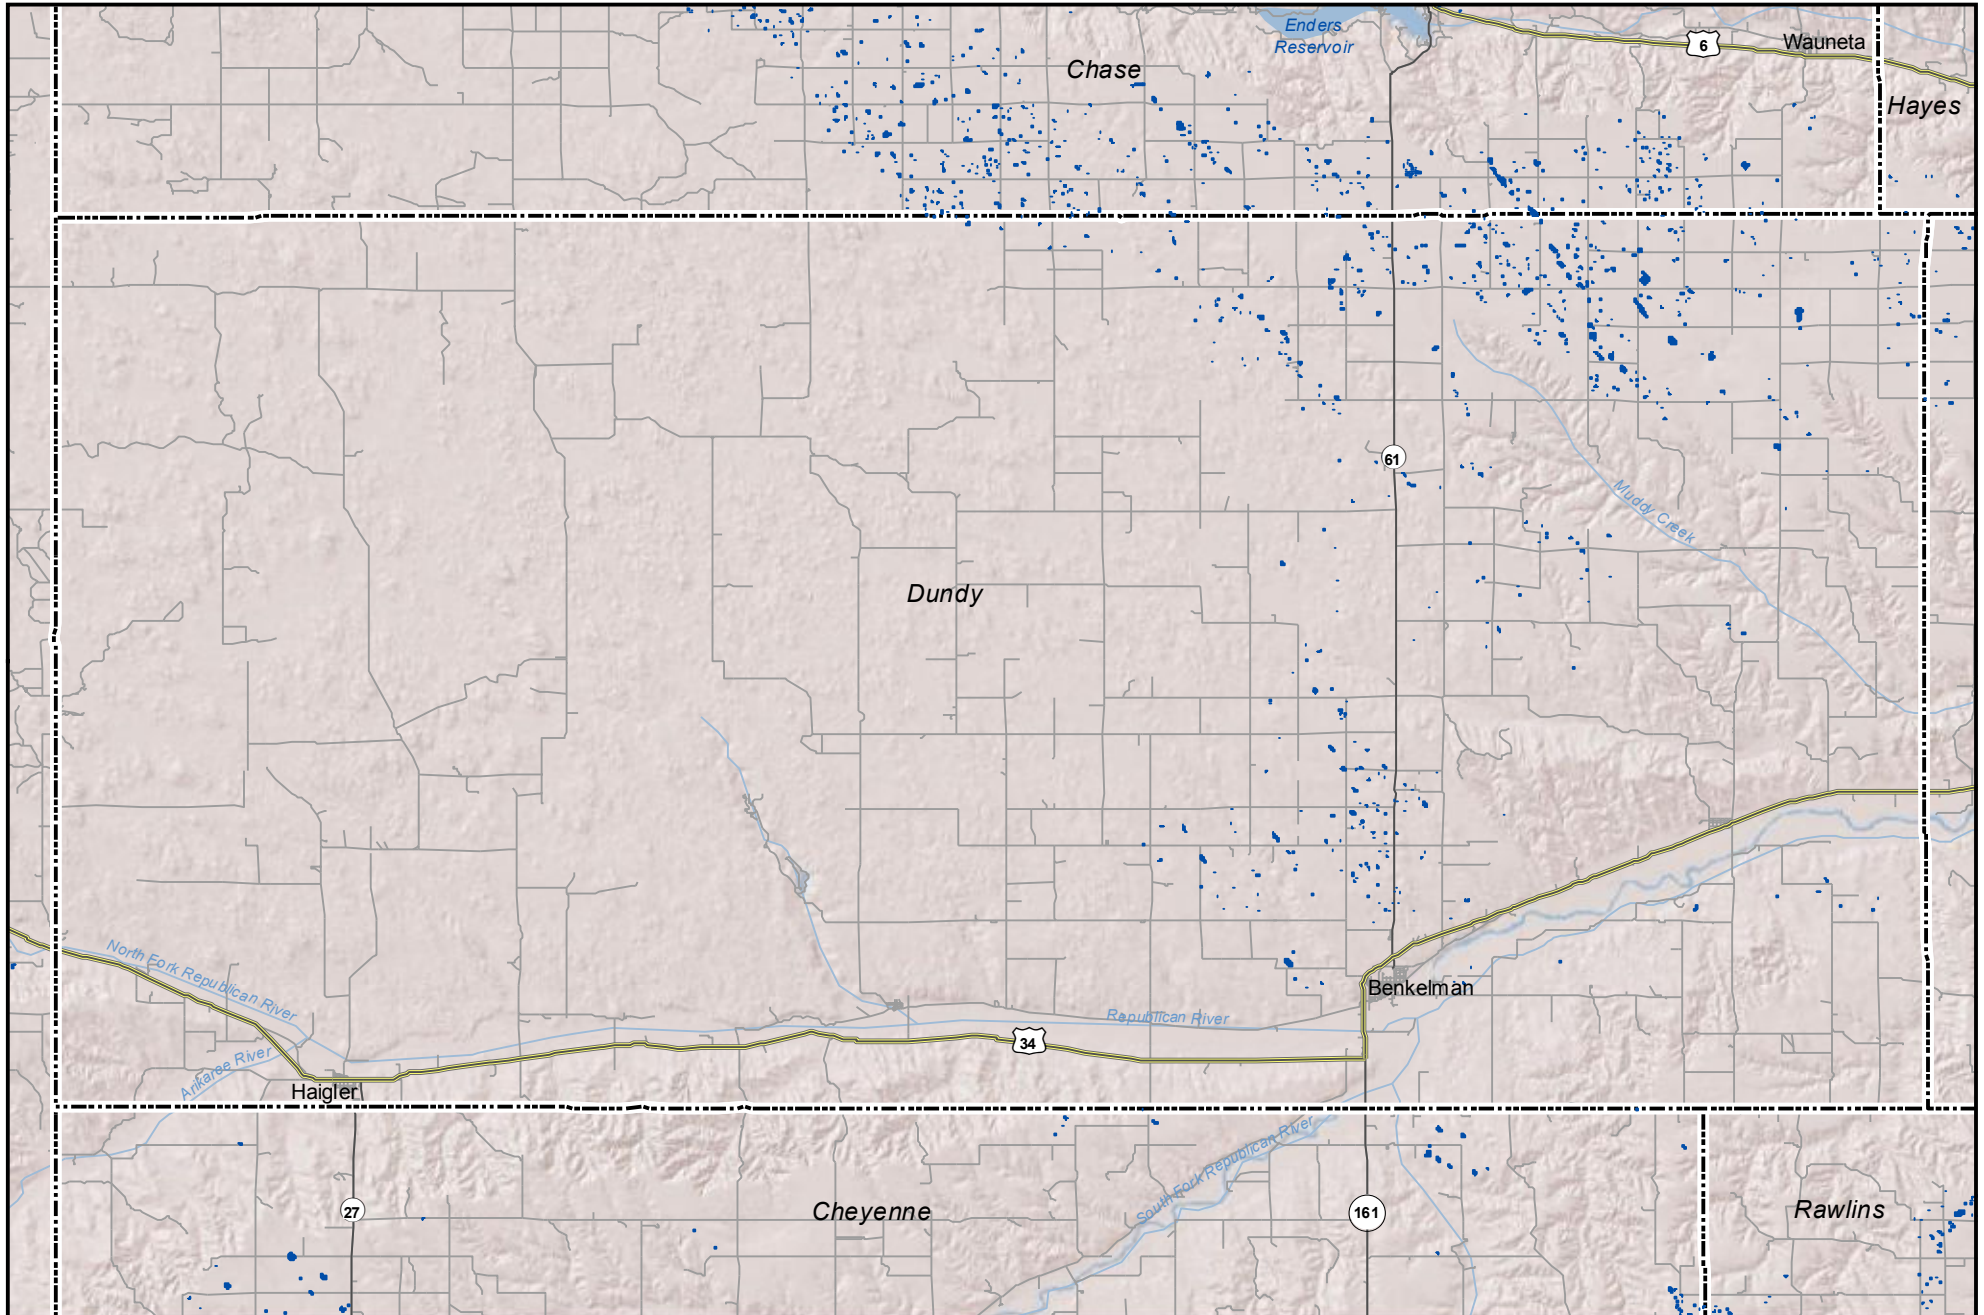 Enders
Reservoir
6
Wauneta
Chase
Hayes
61
Muddy Creek
Dundy
North Fork Republican River
Benkelman
Republican River
34
Arikaree River
Haigler
South Fork Republican River
27
Cheyenne
161
Rawlins